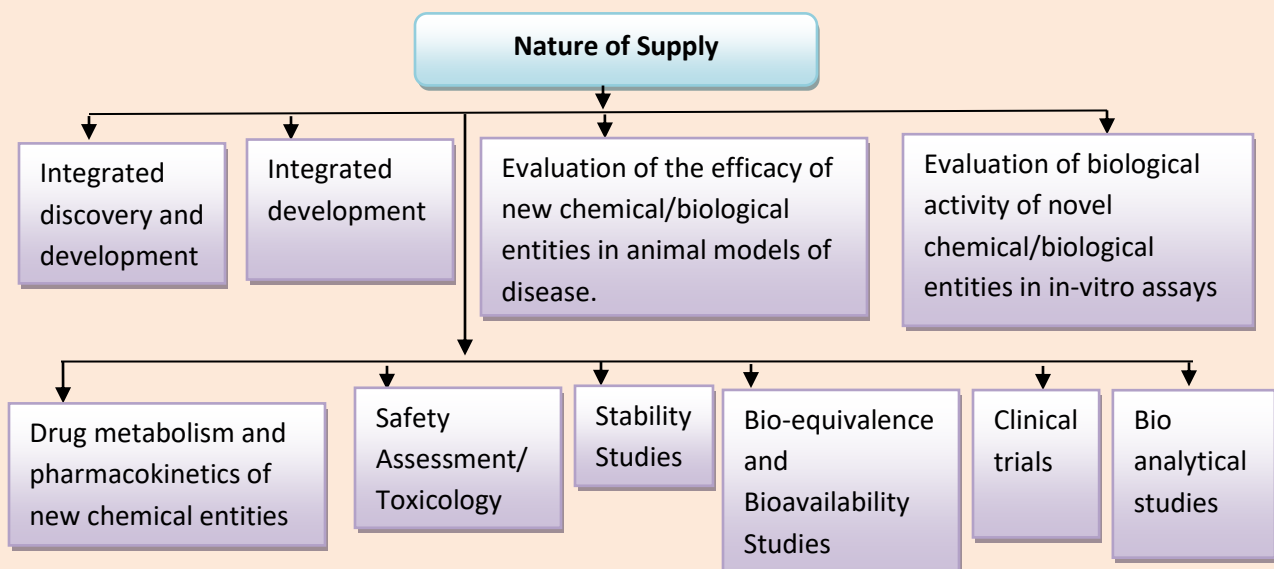 Nature of Supply
Integrated
discovery and
development
Integrated
development
Evaluation of the efficacy of
new chemical/biological
entities in animal models of
disease.
Evaluation of biological
activity of novel
chemical/biological
entities in in-vitro assays
Drug metabolism and
pharmacokinetics of
new chemical entities
Safety
Assessment/
Toxicology
Stability
Studies
Bio-equivalence
and
Bioavailability
Studies
Clinical
trials
Bio
analytical
studies